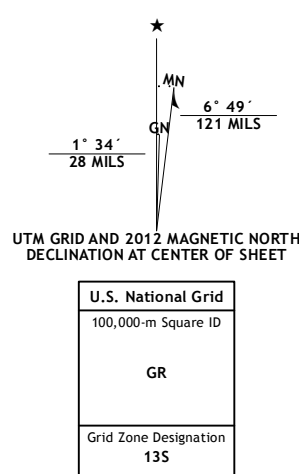 ★
MN
6° 49´
121 MILS
GN
1° 34´
28 MILS
UTM GRID AND 2012 MAGNETIC NORTH
DECLINATION AT CENTER OF SHEET
U.S. National Grid
100,000-m Square ID
GR
Grid Zone Designation
13S